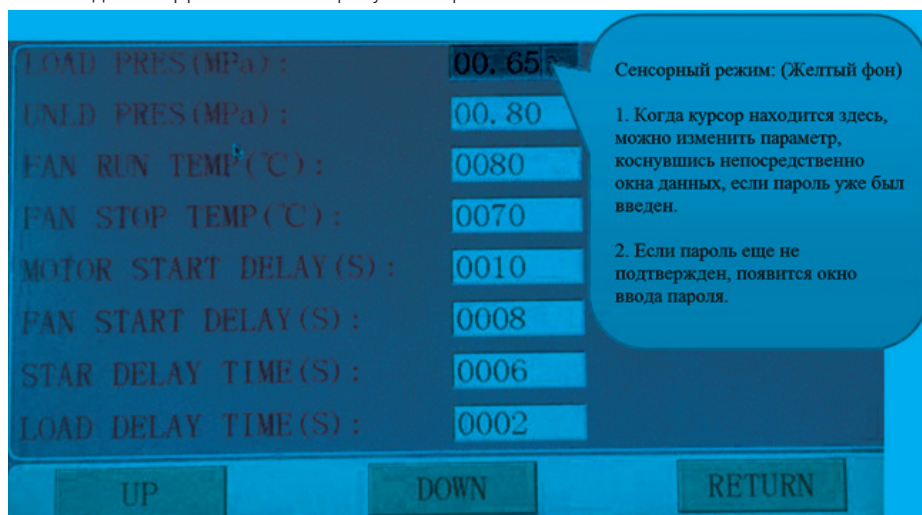 LOAD PRES(MPa): 00.65
UNLD PRES(MPa): 00.80
FAN RUN TEMP(℃): 0080
FAN STOP TEMP(℃): 0070
MOTOR START DELAY(S): 0010
FAN START DELAY(S): 0008
STAR DELAY TIME(S): 0006
LOAD DELAY TIME(S): 0002
UP DOWN RETURN
Сенсорный режим: (Желтый фон)
1. Когда курсор находится здесь,
можно изменить параметр,
коснувшись непосредственно
окна данных, если пароль уже был
введен.
2. Если пароль еще не
подтвержден, появится окно
ввода пароля.